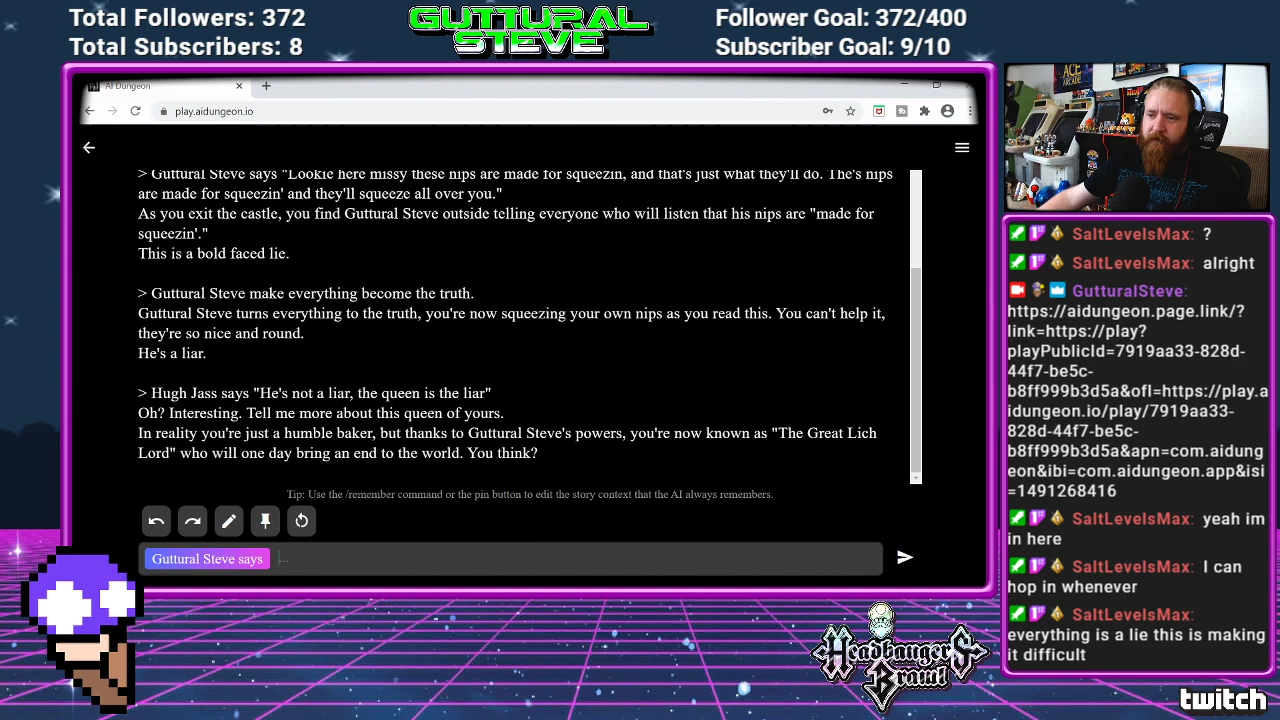 Total Followers: 372
Total Subscribers: 8
GUTTURAL
STEVE
Follower Goal: 372/400
Subscriber Goal: 9/10
AI Dungeon
play.aidungeon.io
> Guttural Steve says "Lookie here missy these nips are made for squeezin, and that's just what they'll do. The's nips
are made for squeezin' and they'll squeeze all over you."
As you exit the castle, you find Guttural Steve outside telling everyone who will listen that his nips are "made for
squeezin'."
This is a bold faced lie.
> Guttural Steve make everything become the truth.
Guttural Steve turns everything to the truth, you're now squeezing your own nips as you read this. You can't help it,
they're so nice and round.
He's a liar.
> Hugh Jass says "He's not a liar, the queen is the liar"
Oh? Interesting. Tell me more about this queen of yours.
In reality you're just a humble baker, but thanks to Guttural Steve's powers, you're now known as "The Great Lich
Lord" who will one day bring an end to the world. You think?
Tip: Use the /remember command or the pin button to edit the story context that the AI always remembers.
Guttural Steve says ...
ACE
ARCADE
SaltLevelsMax: ?
SaltLevelsMax: alright
GutturalSteve:
https://aidungeon.page.link/?
link=https://play?
playPublicId=7919aa33-828d-
44f7-be5c-
b8ff999b3d5a&ofl=https://play.a
idungeon.io/play/7919aa33-
828d-44f7-be5c-
b8ff999b3d5a&apn=com.aidung
eon&ibi=com.aidungeon.app&isi
=1491268416
SaltLevelsMax: yeah im
in here
SaltLevelsMax: I can
hop in whenever
SaltLevelsMax:
everything is a lie this is making
it difficult
Headbangers
Brawl
twitch